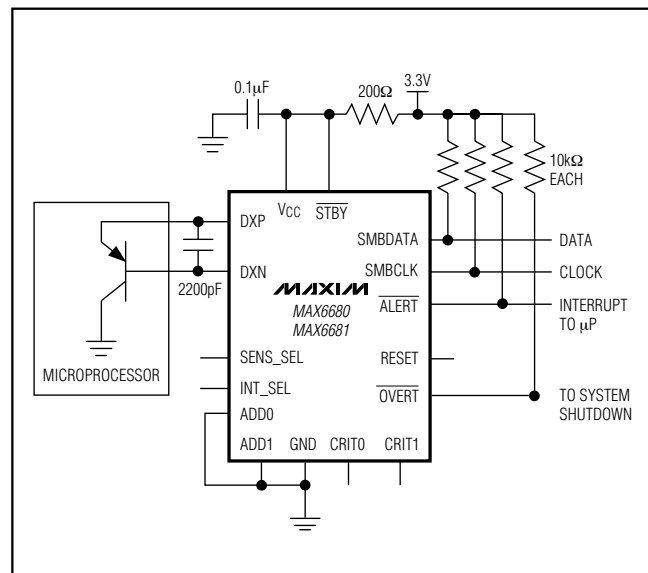 3.3V
0.1µF
200Ω
10kΩ
EACH
VCC
STBY
DXP
SMBDATA
DATA
DXN
SMBCLK
CLOCK
2200pF
MAXIM
MAX6680
MAX6681
ALERT
INTERRUPT
TO µP
SENS_SEL
RESET
MICROPROCESSOR
INT_SEL
OVERT
TO SYSTEM
SHUTDOWN
ADD0
ADD1
GND
CRIT0
CRIT1